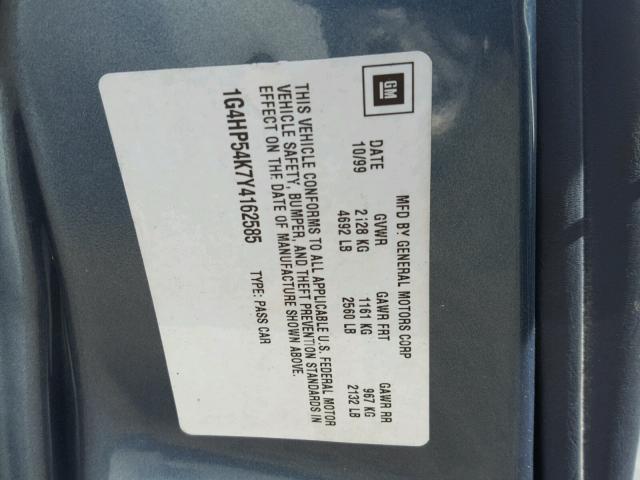 GM
MFD BY GENERAL MOTORS CORP
DATE GVWR GAWR FRT GAWR RR
10/99 2128 KG 1161 KG 967 KG
4692 LB 2560 LB 2132 LB
THIS VEHICLE CONFORMS TO ALL APPLICABLE U.S. FEDERAL MOTOR
VEHICLE SAFETY, BUMPER, AND THEFT PREVENTION STANDARDS IN
EFFECT ON THE DATE OF MANUFACTURE SHOWN ABOVE.
1G4HP54K7Y4162585 TYPE: PASS CAR